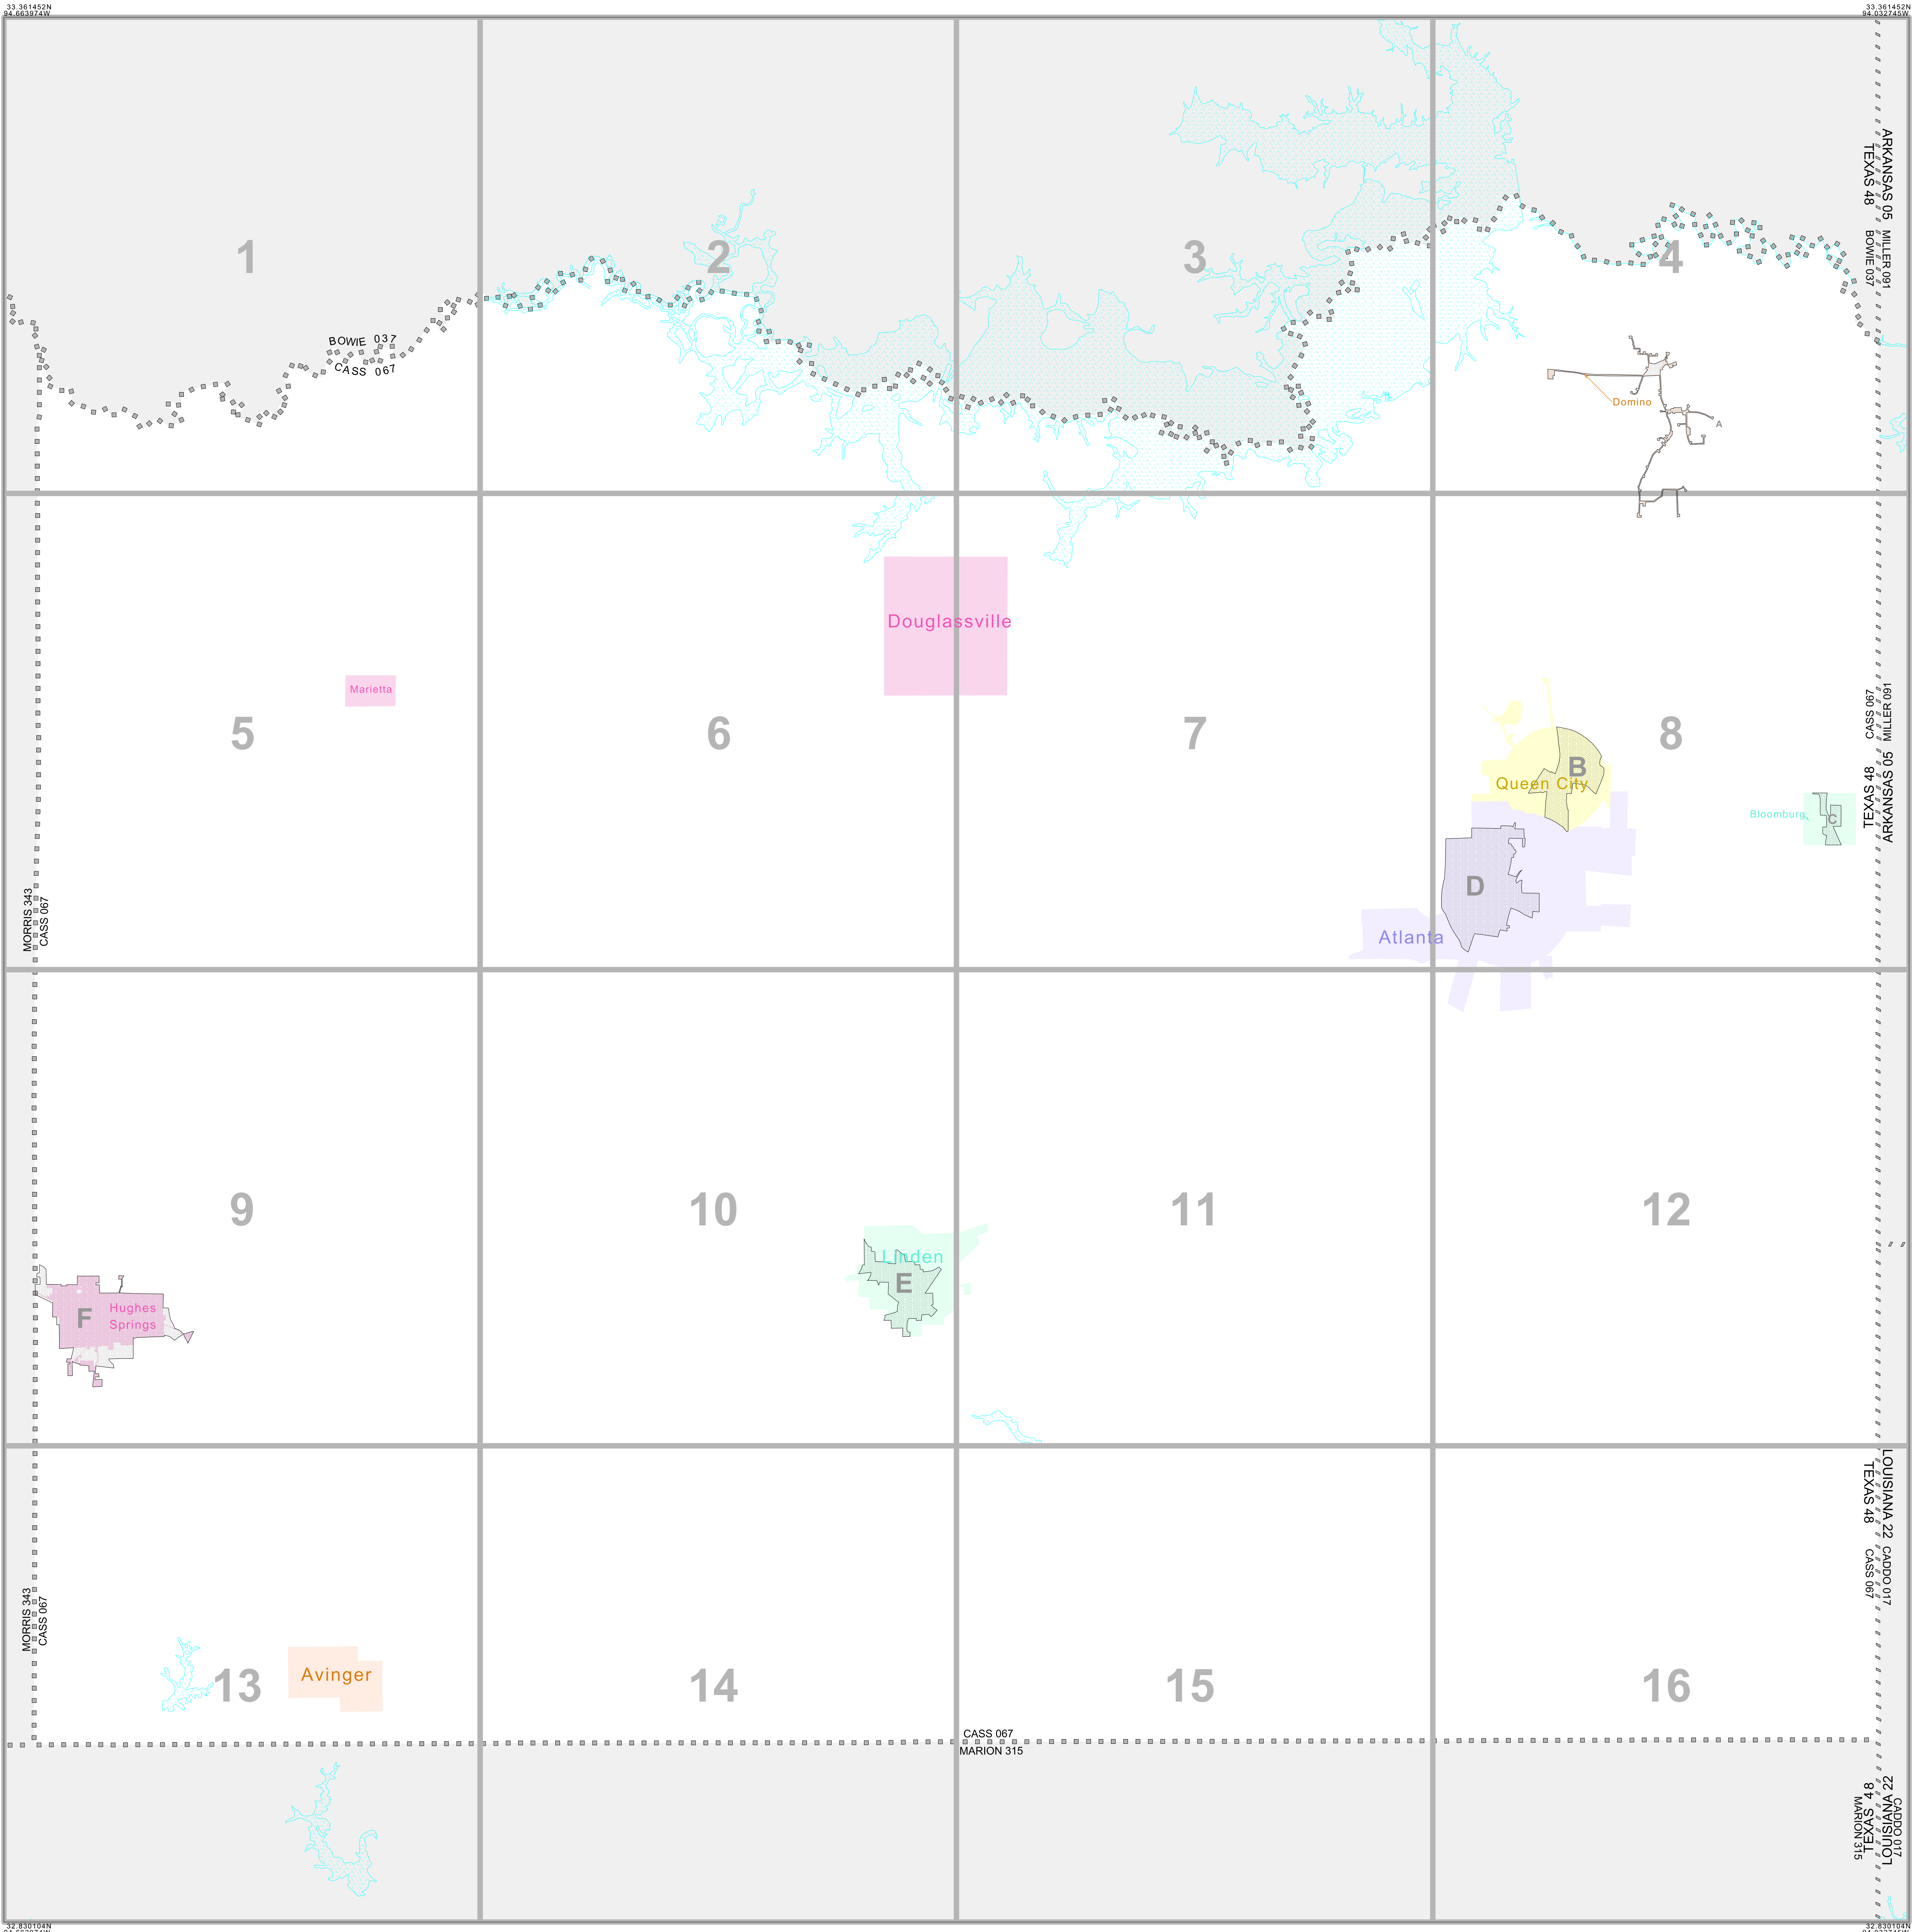 33.361452N
94.663974W
33.361452N
94.032745W
ARKANSAS 05 MILLER 091
TEXAS 48 BOWIE 037
1
2
3
4
BOWIE 037
CASS 067
Domino
A
Douglassville
Marietta
5
6
7
8
CASS 067 MILLER 091
TEXAS 48 ARKANSAS 05
B
Queen City
Bloomburg
C
D
Atlanta
MORRIS 343
CASS 067
9
10
11
12
Linden
E
F
Hughes
Springs
LOUISIANA 22 CADDO 017
TEXAS 48 CASS 067
MORRIS 343
CASS 067
13
Avinger
14
15
16
CASS 067
MARION 315
LOUISIANA 22
CADDO 017
TEXAS 48
MARION 315
32.830104N
32.830104N